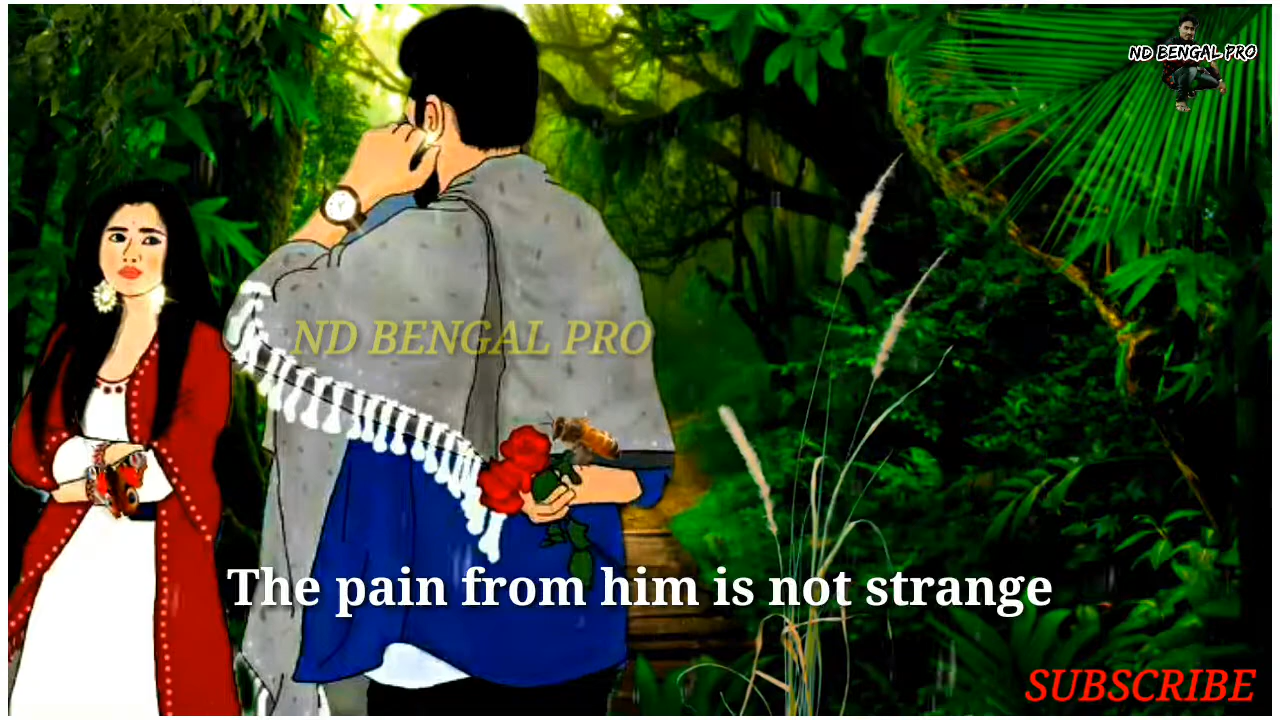 ND BENGAL PRO
ND BENGAL PRO
The pain from him is not strange
SUBSCRIBE